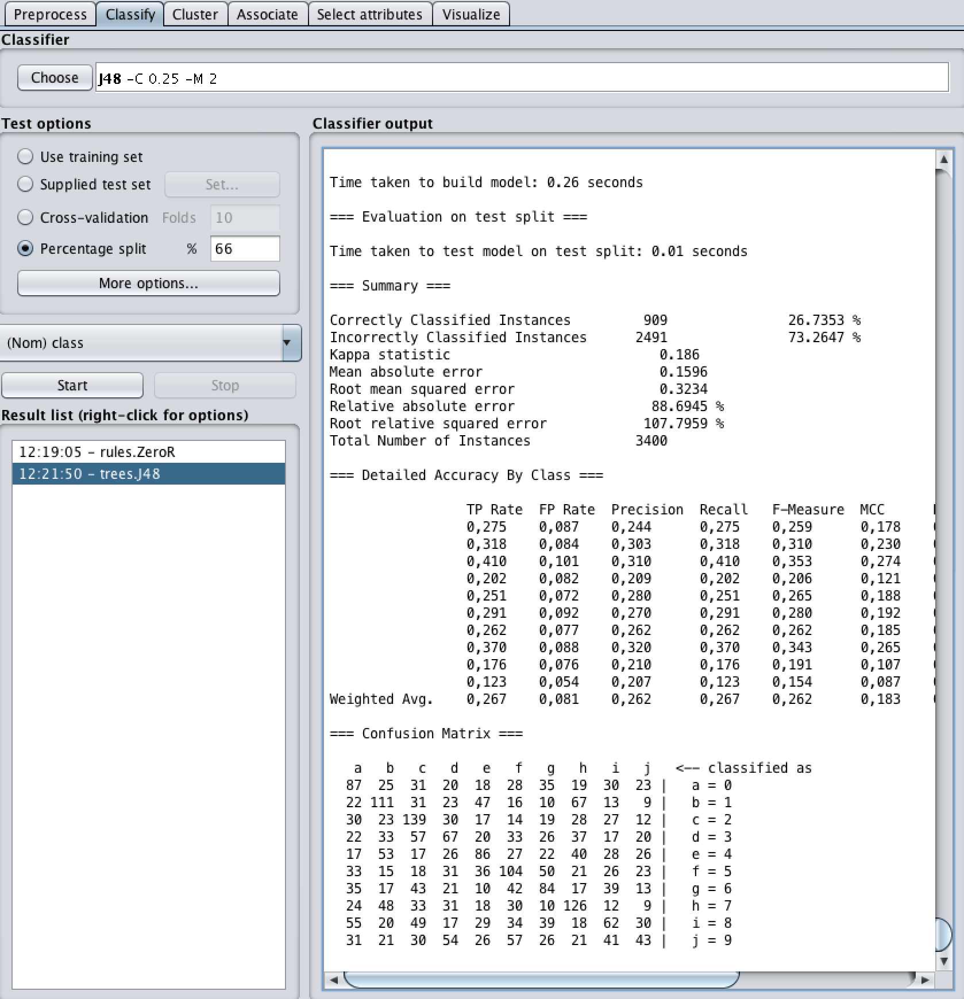 Preprocess Classify Cluster Associate Select attributes Visualize
Classifier
Choose J48 -C 0.25 -M 2
Test options
Use training set
Supplied test set Set...
Cross-validation Folds 10
Percentage split % 66
More options...
(Nom) class
Start Stop
Result list (right-click for options)
12:19:05 - rules.ZeroR
12:21:50 - trees.J48
Classifier output
Time taken to build model: 0.26 seconds
=== Evaluation on test split ===
Time taken to test model on test split: 0.01 seconds
=== Summary ===
Correctly Classified Instances 909 26.7353 %
Incorrectly Classified Instances 2491 73.2647 %
Kappa statistic 0.186
Mean absolute error 0.1596
Root mean squared error 0.3234
Relative absolute error 88.6945 %
Root relative squared error 107.7959 %
Total Number of Instances 3400
=== Detailed Accuracy By Class ===
TP Rate FP Rate Precision Recall F-Measure MCC
0,275 0,087 0,244 0,275 0,259 0,178
0,318 0,084 0,303 0,318 0,310 0,230
0,410 0,101 0,310 0,410 0,353 0,274
0,202 0,082 0,209 0,202 0,206 0,121
0,251 0,072 0,280 0,251 0,265 0,188
0,291 0,092 0,270 0,291 0,280 0,192
0,262 0,077 0,262 0,262 0,262 0,185
0,370 0,088 0,320 0,370 0,343 0,265
0,176 0,076 0,210 0,176 0,191 0,107
0,123 0,054 0,207 0,123 0,154 0,087
Weighted Avg. 0,267 0,081 0,262 0,267 0,262 0,183
=== Confusion Matrix ===
a b c d e f g h i j <-- classified as
87 25 31 20 18 28 35 19 30 23 | a = 0
22 111 31 23 47 16 10 67 13 9 | b = 1
30 23 139 30 17 14 19 28 27 12 | c = 2
22 33 57 67 20 33 26 37 17 20 | d = 3
17 53 17 26 86 27 22 40 28 26 | e = 4
33 15 18 31 36 104 50 21 26 23 | f = 5
35 17 43 21 10 42 84 17 39 13 | g = 6
24 48 33 31 18 30 10 126 12 9 | h = 7
55 20 49 17 29 34 39 18 62 30 | i = 8
31 21 30 54 26 57 26 21 41 43 | j = 9